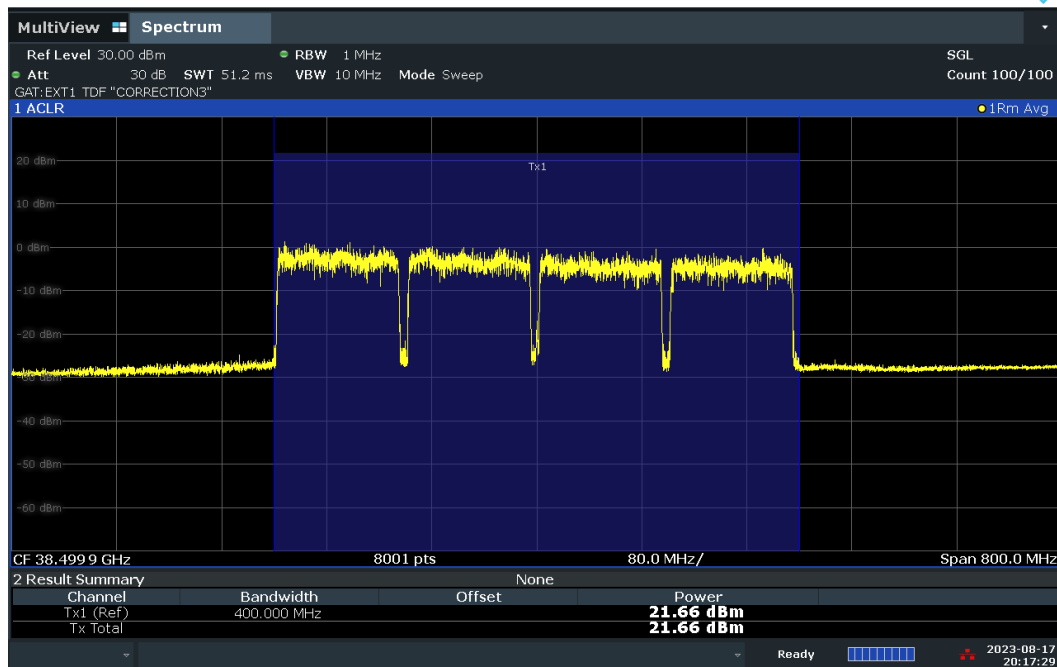 MultiView Spectrum
Ref Level 30.00 dBm RBW 1 MHz SGL
Att 30 dB SWT 51.2 ms VBW 10 MHz Mode Sweep Count 100/100
GAT:EXT1 TDF "CORRECTION3"
1 ACLR 1Rm Avg
Tx1
20 dBm
10 dBm
0 dBm
-10 dBm
-20 dBm
-40 dBm
-50 dBm
-60 dBm
CF 38.4999 GHz 8001 pts 80.0 MHz/ Span 800.0 MHz
2 Result Summary None
Channel Bandwidth Offset Power
Tx1 (Ref) 400.000 MHz 21.66 dBm
Tx Total 21.66 dBm
Ready 2023-08-17
20:17:29